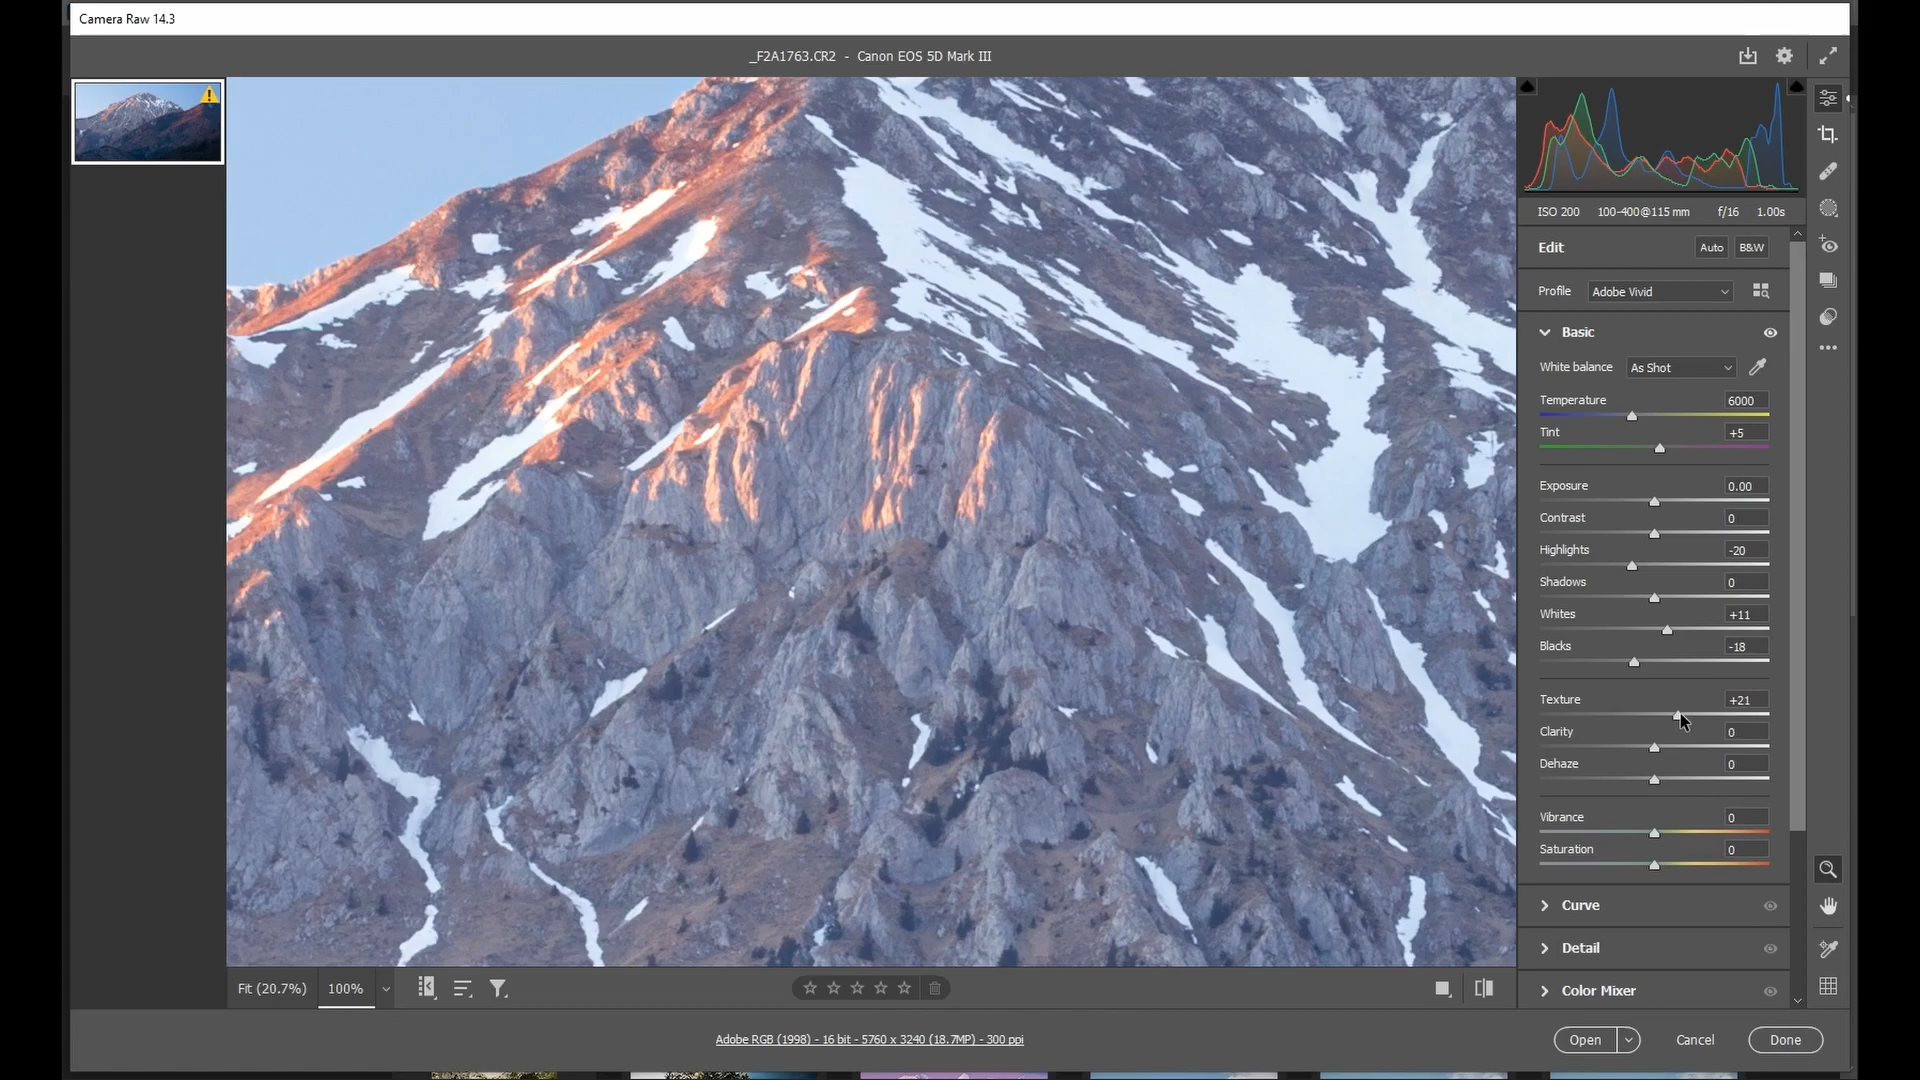 Camera Raw 14.3
_F2A1763.CR2 - Canon EOS 5D Mark III
ISO 200 100-400@115 mm f/16 1.00s
Edit Auto B&W
Profile Adobe Vivid
Basic
White balance As Shot
Temperature 6000
Tint +5
Exposure 0.00
Contrast 0
Highlights -20
Shadows 0
Whites +11
Blacks -18
Texture +21
Clarity 0
Dehaze 0
Vibrance 0
Saturation 0
Curve
Detail
Color Mixer
Fit (20.7%) 100%
Adobe RGB (1998) - 16 bit - 5760 x 3240 (18.7MP) - 300 ppi
Open Cancel Done